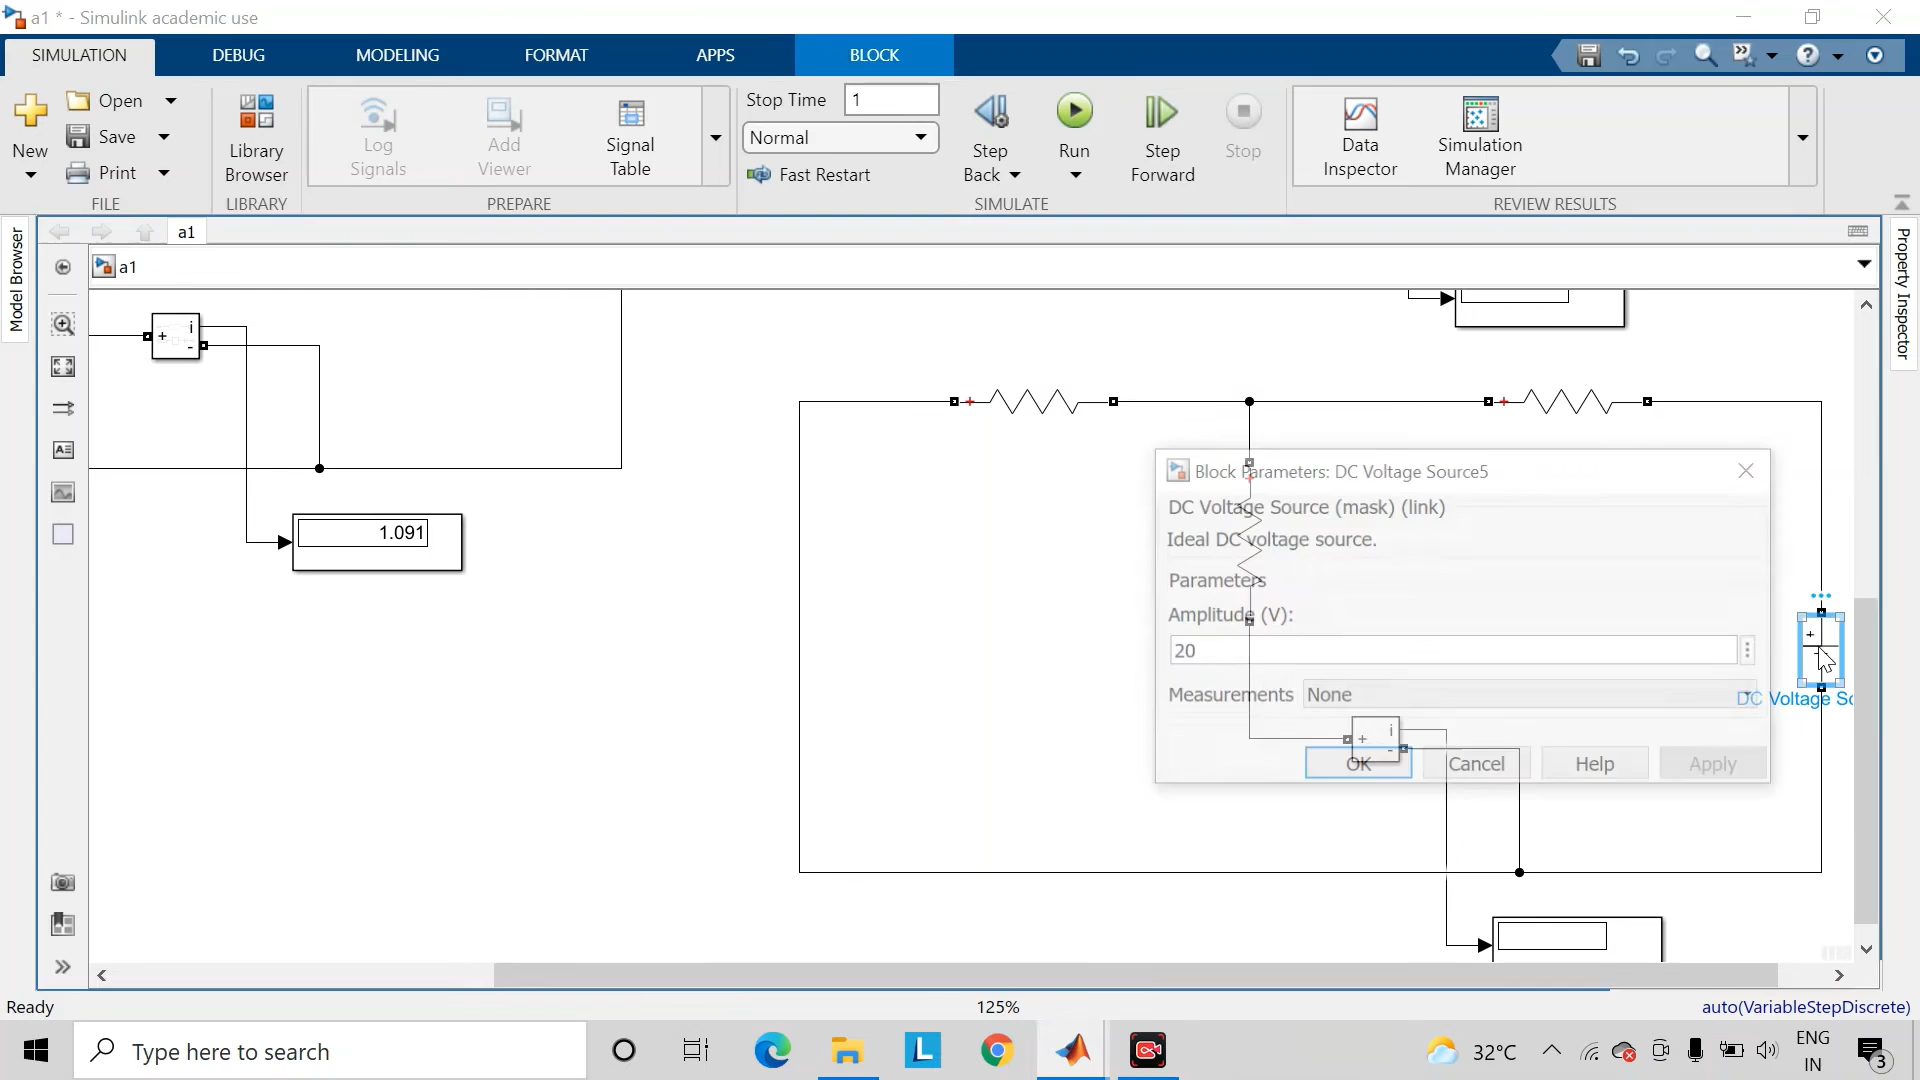 a1 * - Simulink academic use
SIMULATION
DEBUG
MODELING
FORMAT
APPS
BLOCK
New
Open
Save
Print
FILE
Library
Browser
LIBRARY
Log
Signals
Add
Viewer
Signal
Table
PREPARE
Stop Time
1
Normal
Fast Restart
Step
Back
Run
Step
Forward
Stop
SIMULATE
Data
Inspector
Simulation
Manager
REVIEW RESULTS
Model Browser
Property Inspector
a1
a1
+ i
-
1.091
Block Parameters: DC Voltage Source5
DC Voltage Source (mask) (link)
Ideal DC voltage source.
Parameters
Amplitude (V):
20
Measurements
None
OK
Cancel
Help
Apply
+ i
-
DC Voltage So
Ready
125%
auto(VariableStepDiscrete)
Type here to search
32°C
ENG
IN
3